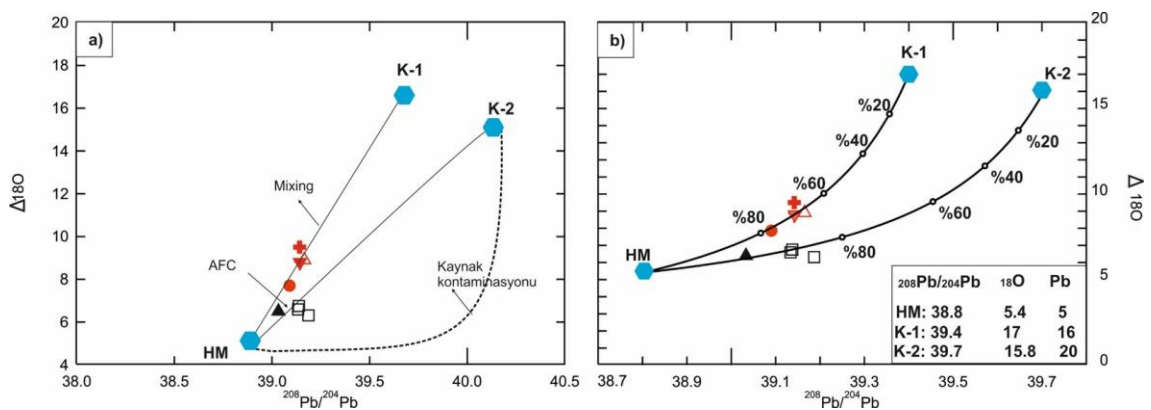 a)
20
18
16
14
12
10
8
6
4
Δ18O
K-1
K-2
Mixing
AFC
Kaynak
kontaminasyonu
HM
38.0 38.5 39.0 39.5 40.0 40.5
208Pb/204Pb
b)
K-1
K-2
%20
%40
%60
%80
%20
%40
%60
%80
HM
20
15
10
5
0
Δ 18O
208Pb/204Pb 18O Pb
HM: 38.8 5.4 5
K-1: 39.4 17 16
K-2: 39.7 15.8 20
38.7 38.9 39.1 39.3 39.5 39.7
208Pb/204Pb